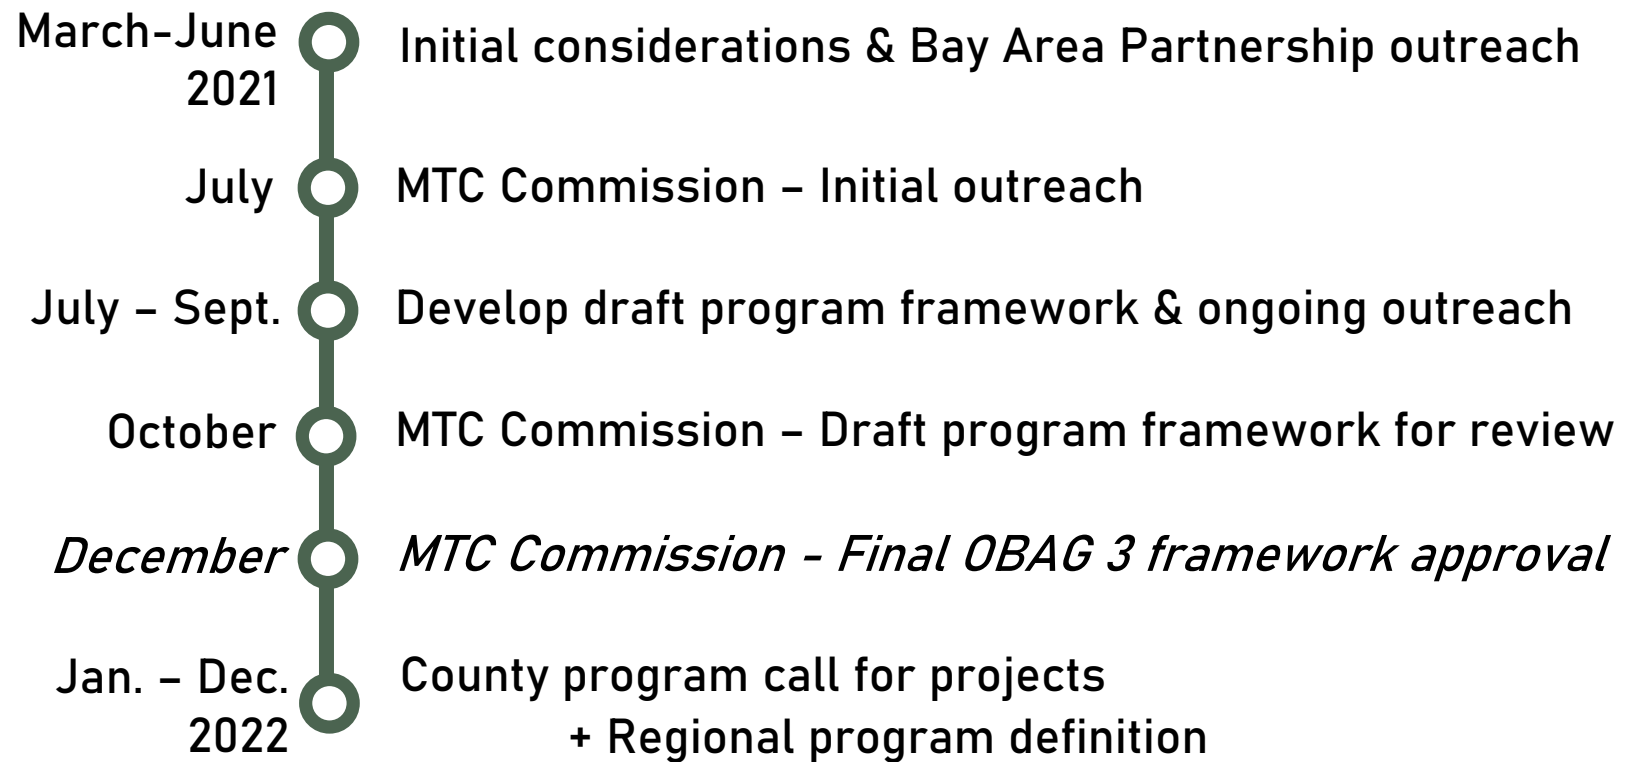 March-June
2021
Initial considerations & Bay Area Partnership outreach
July
MTC Commission – Initial outreach
July – Sept.
Develop draft program framework & ongoing outreach
October
MTC Commission – Draft program framework for review
December
MTC Commission - Final OBAG 3 framework approval
Jan. – Dec.
2022
County program call for projects
+ Regional program definition